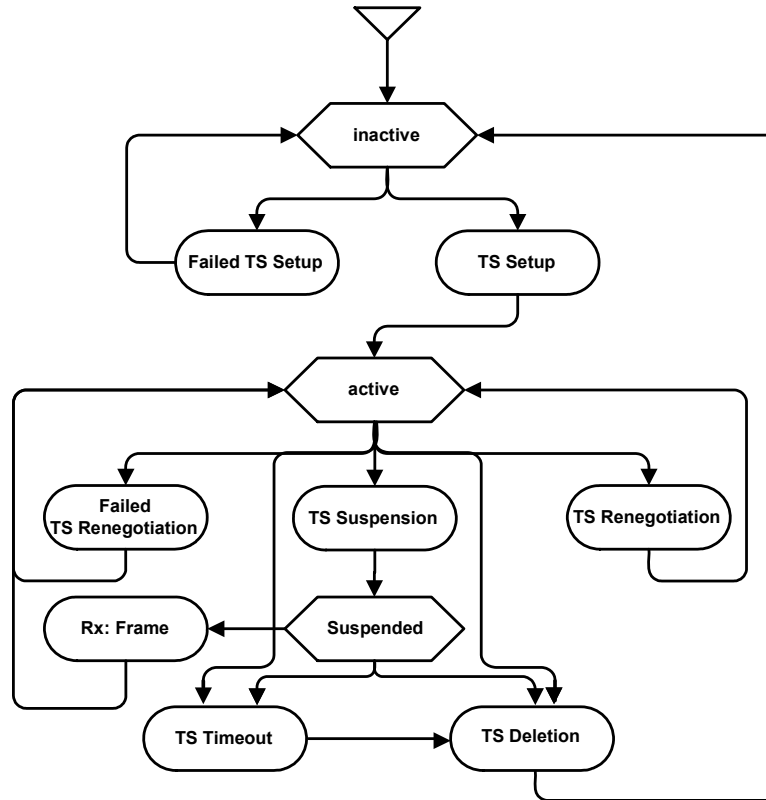 inactive
Failed TS Setup
TS Setup
active
Failed
TS Renegotiation
TS Suspension
TS Renegotiation
Rx: Frame
Suspended
TS Timeout
TS Deletion